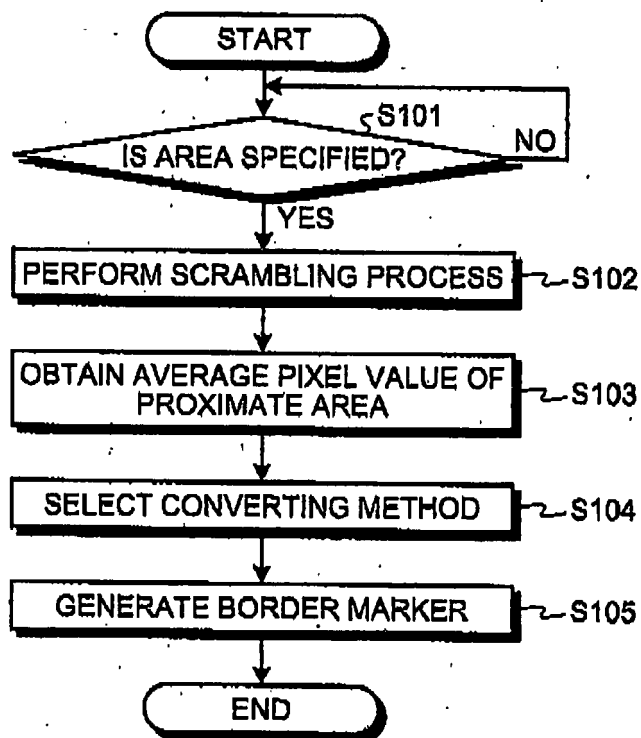 START
S101
IS AREA SPECIFIED?
NO
YES
PERFORM SCRAMBLING PROCESS
S102
OBTAIN AVERAGE PIXEL VALUE OF
PROXIMATE AREA
S103
SELECT CONVERTING METHOD
S104
GENERATE BORDER MARKER
S105
END